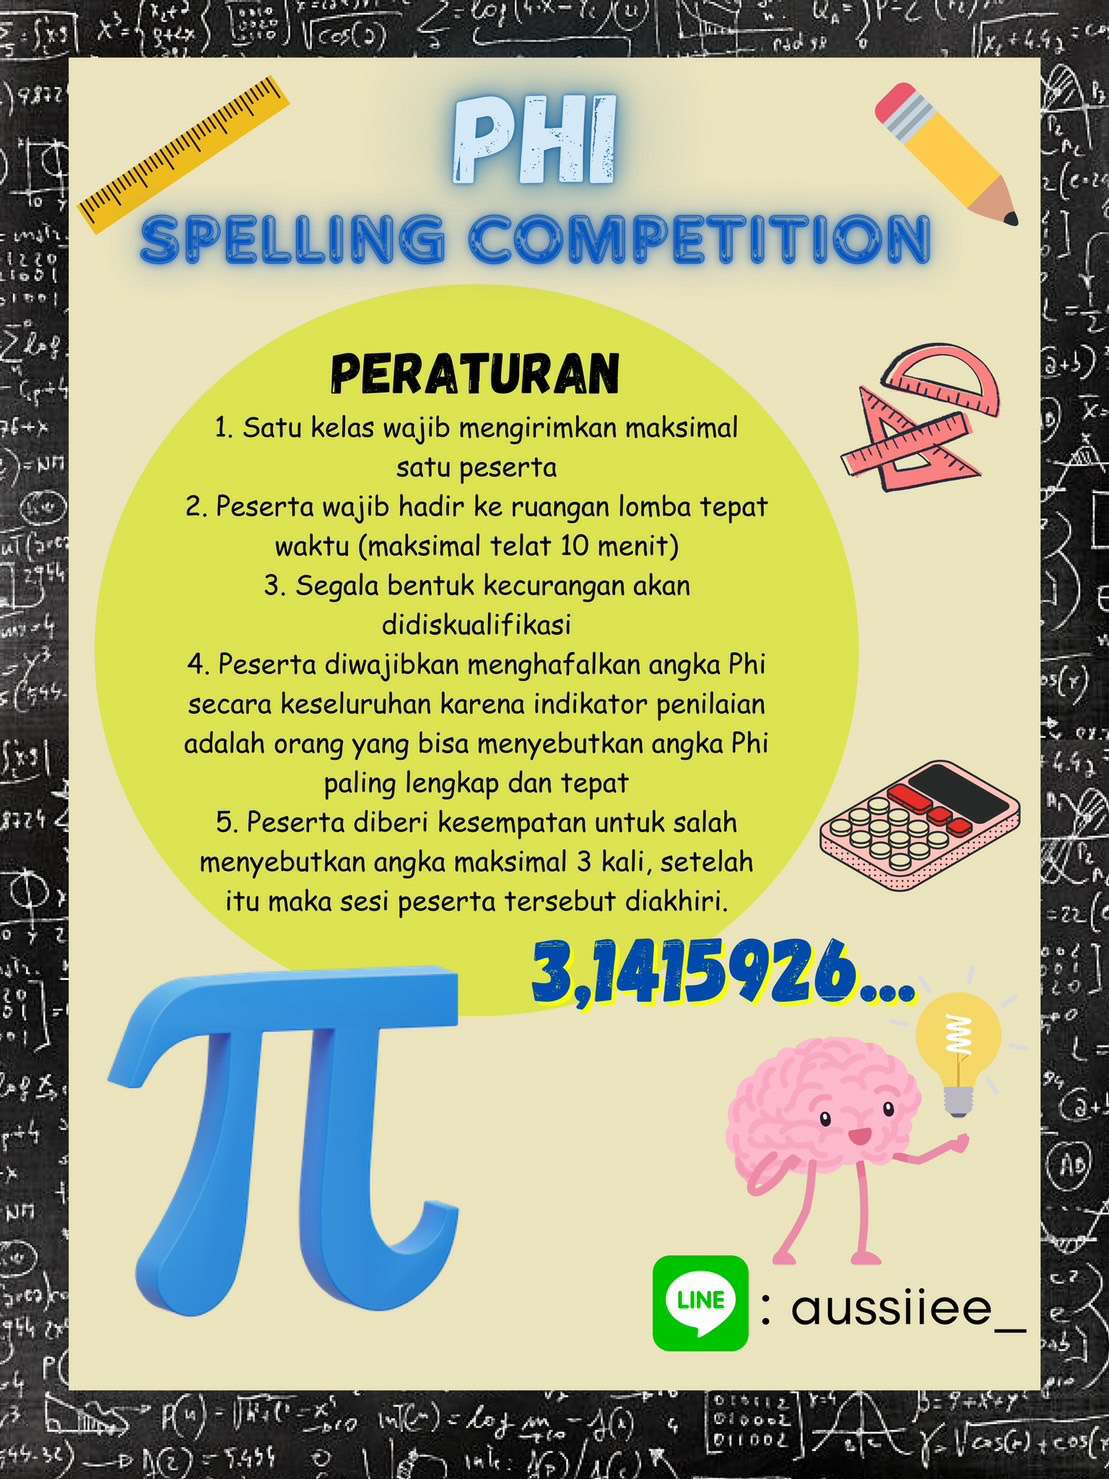 PHI
SPELLING COMPETITION
PERATURAN
1. Satu kelas wajib mengirimkan maksimal
satu peserta
2. Peserta wajib hadir ke ruangan lomba tepat
waktu (maksimal telat 10 menit)
3. Segala bentuk kecurangan akan
didiskualifikasi
4. Peserta diwajibkan menghafalkan angka Phi
secara keseluruhan karena indikator penilaian
adalah orang yang bisa menyebutkan angka Phi
paling lengkap dan tepat
5. Peserta diberi kesempatan untuk salah
menyebutkan angka maksimal 3 kali, setelah
itu maka sesi peserta tersebut diakhiri.
3,1415926...
π
LINE : aussiiee_